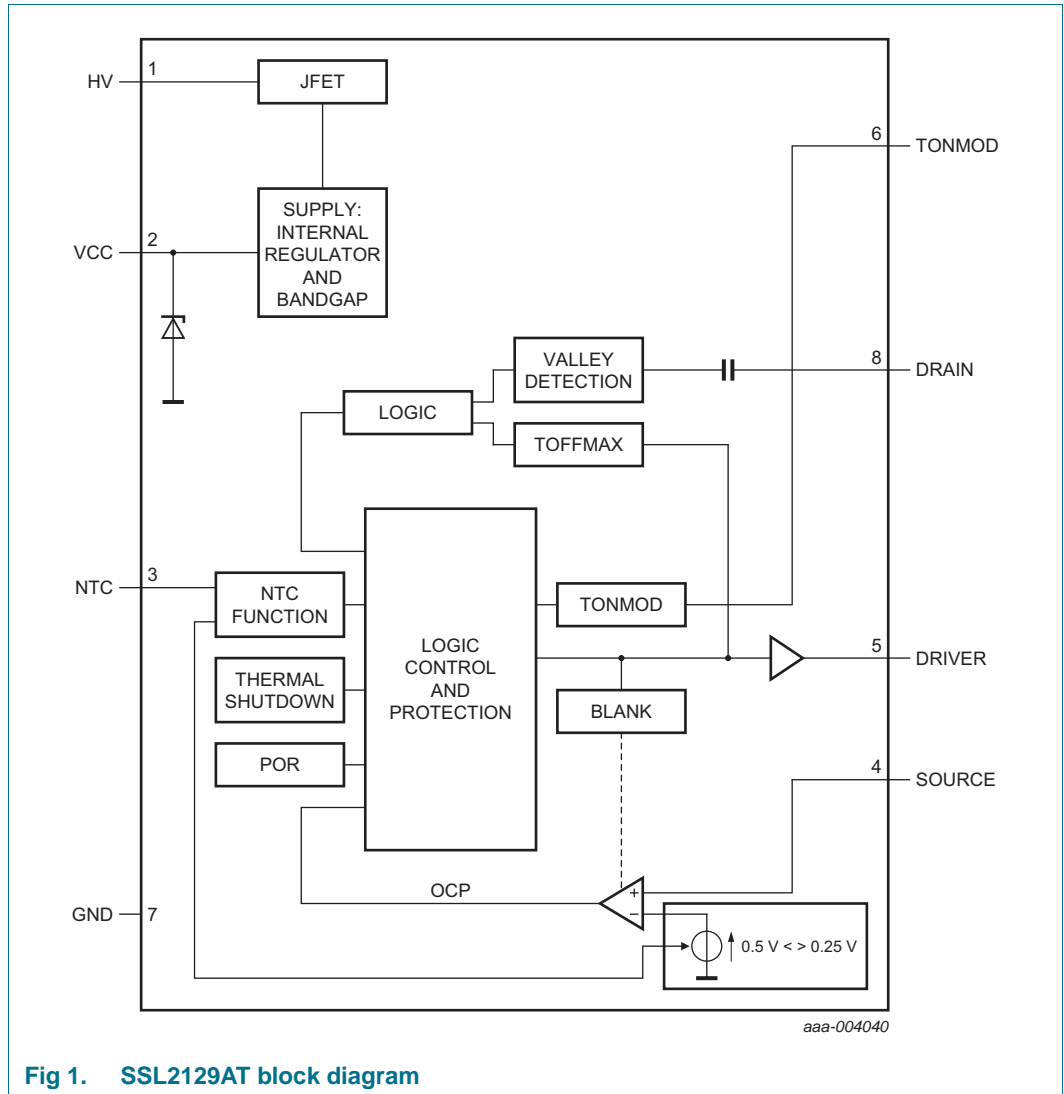 HV
1
JFET
6
TONMOD
SUPPLY:
INTERNAL
REGULATOR
AND
BANDGAP
VCC
2
VALLEY
DETECTION
8
DRAIN
LOGIC
TOFFMAX
NTC
3
NTC
FUNCTION
TONMOD
LOGIC
CONTROL
AND
PROTECTION
5
DRIVER
THERMAL
SHUTDOWN
BLANK
POR
4
SOURCE
OCP
+
−
GND
7
0.5 V < > 0.25 V
aaa-004040
Fig 1. SSL2129AT block diagram